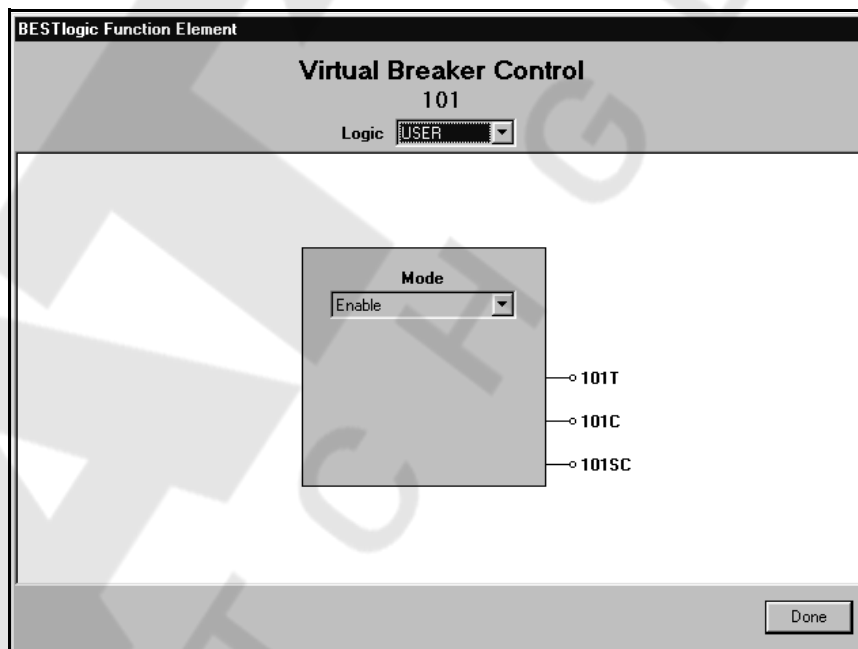 BESTlogic Function Element
Virtual Breaker Control
101
Logic USER
Mode
Enable
101T
101C
101SC
Done